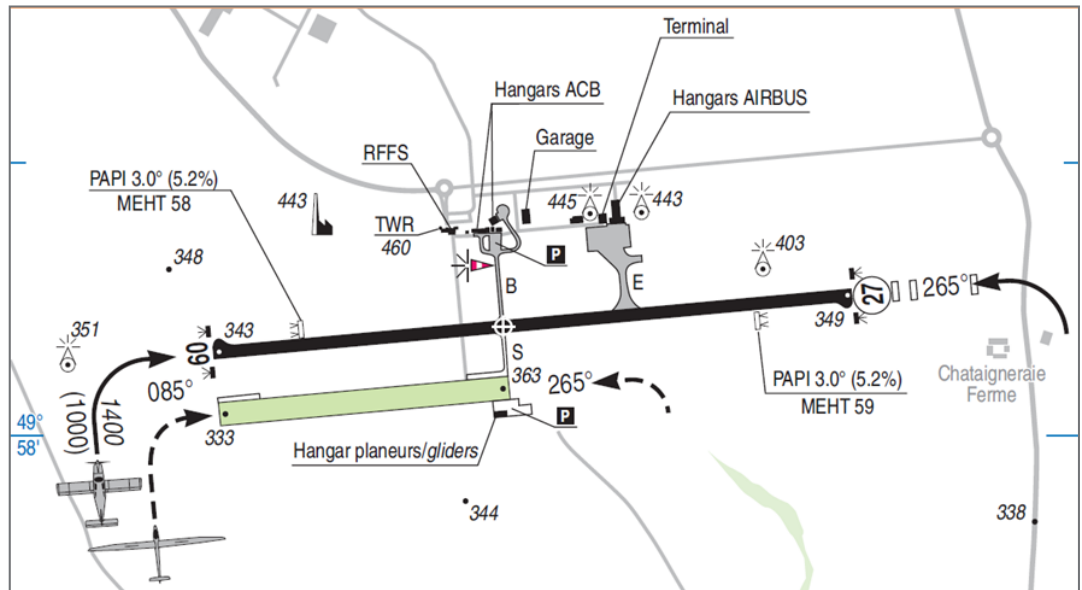 Terminal
Hangars ACB
Hangars AIRBUS
Garage
RFFS
PAPI 3.0° (5.2%)
MEHT 58
443
445
443
TWR
460
P
403
348
B
E
27
265°
351
343
349
09
S
363
265°
085°
Chataigneraie
Ferme
PAPI 3.0° (5.2%)
MEHT 59
1400
(1000)
49°
58'
333
P
Hangar planeurs/gliders
344
338